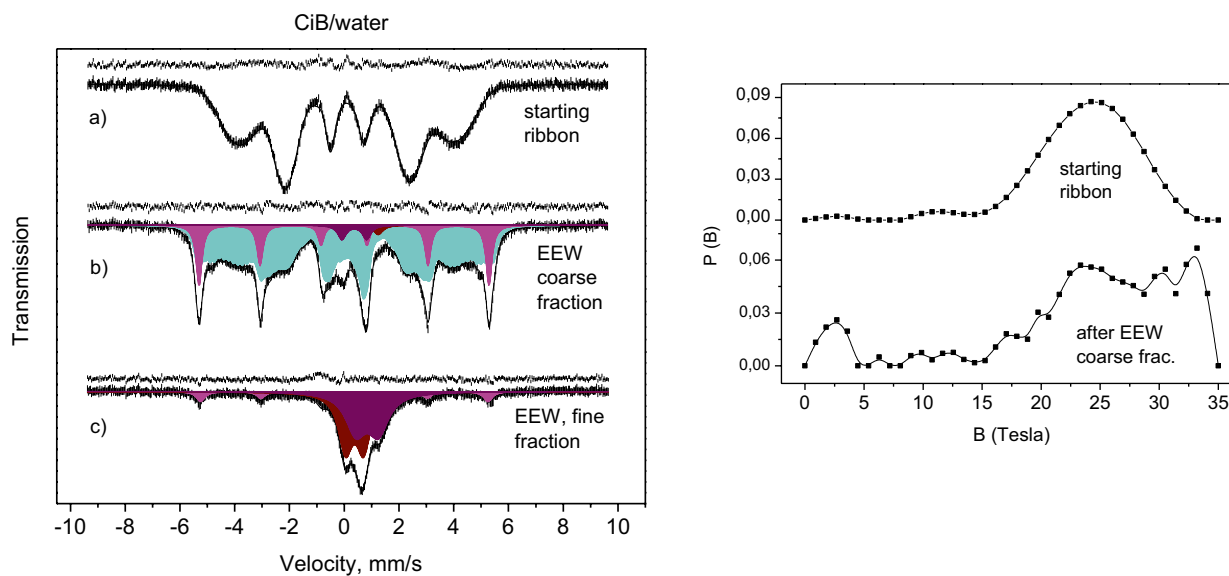 CiB/water
Transmission
a)
starting
ribbon
b)
EEW
coarse
fraction
c)
EEW, fine
fraction
-10 -8 -6 -4 -2 0 2 4 6 8 10
Velocity, mm/s
P (B)
0,09
0,06
0,03
0,00
starting
ribbon
0,06
0,03
0,00
after EEW
coarse frac.
0 5 10 15 20 25 30 35
B (Tesla)